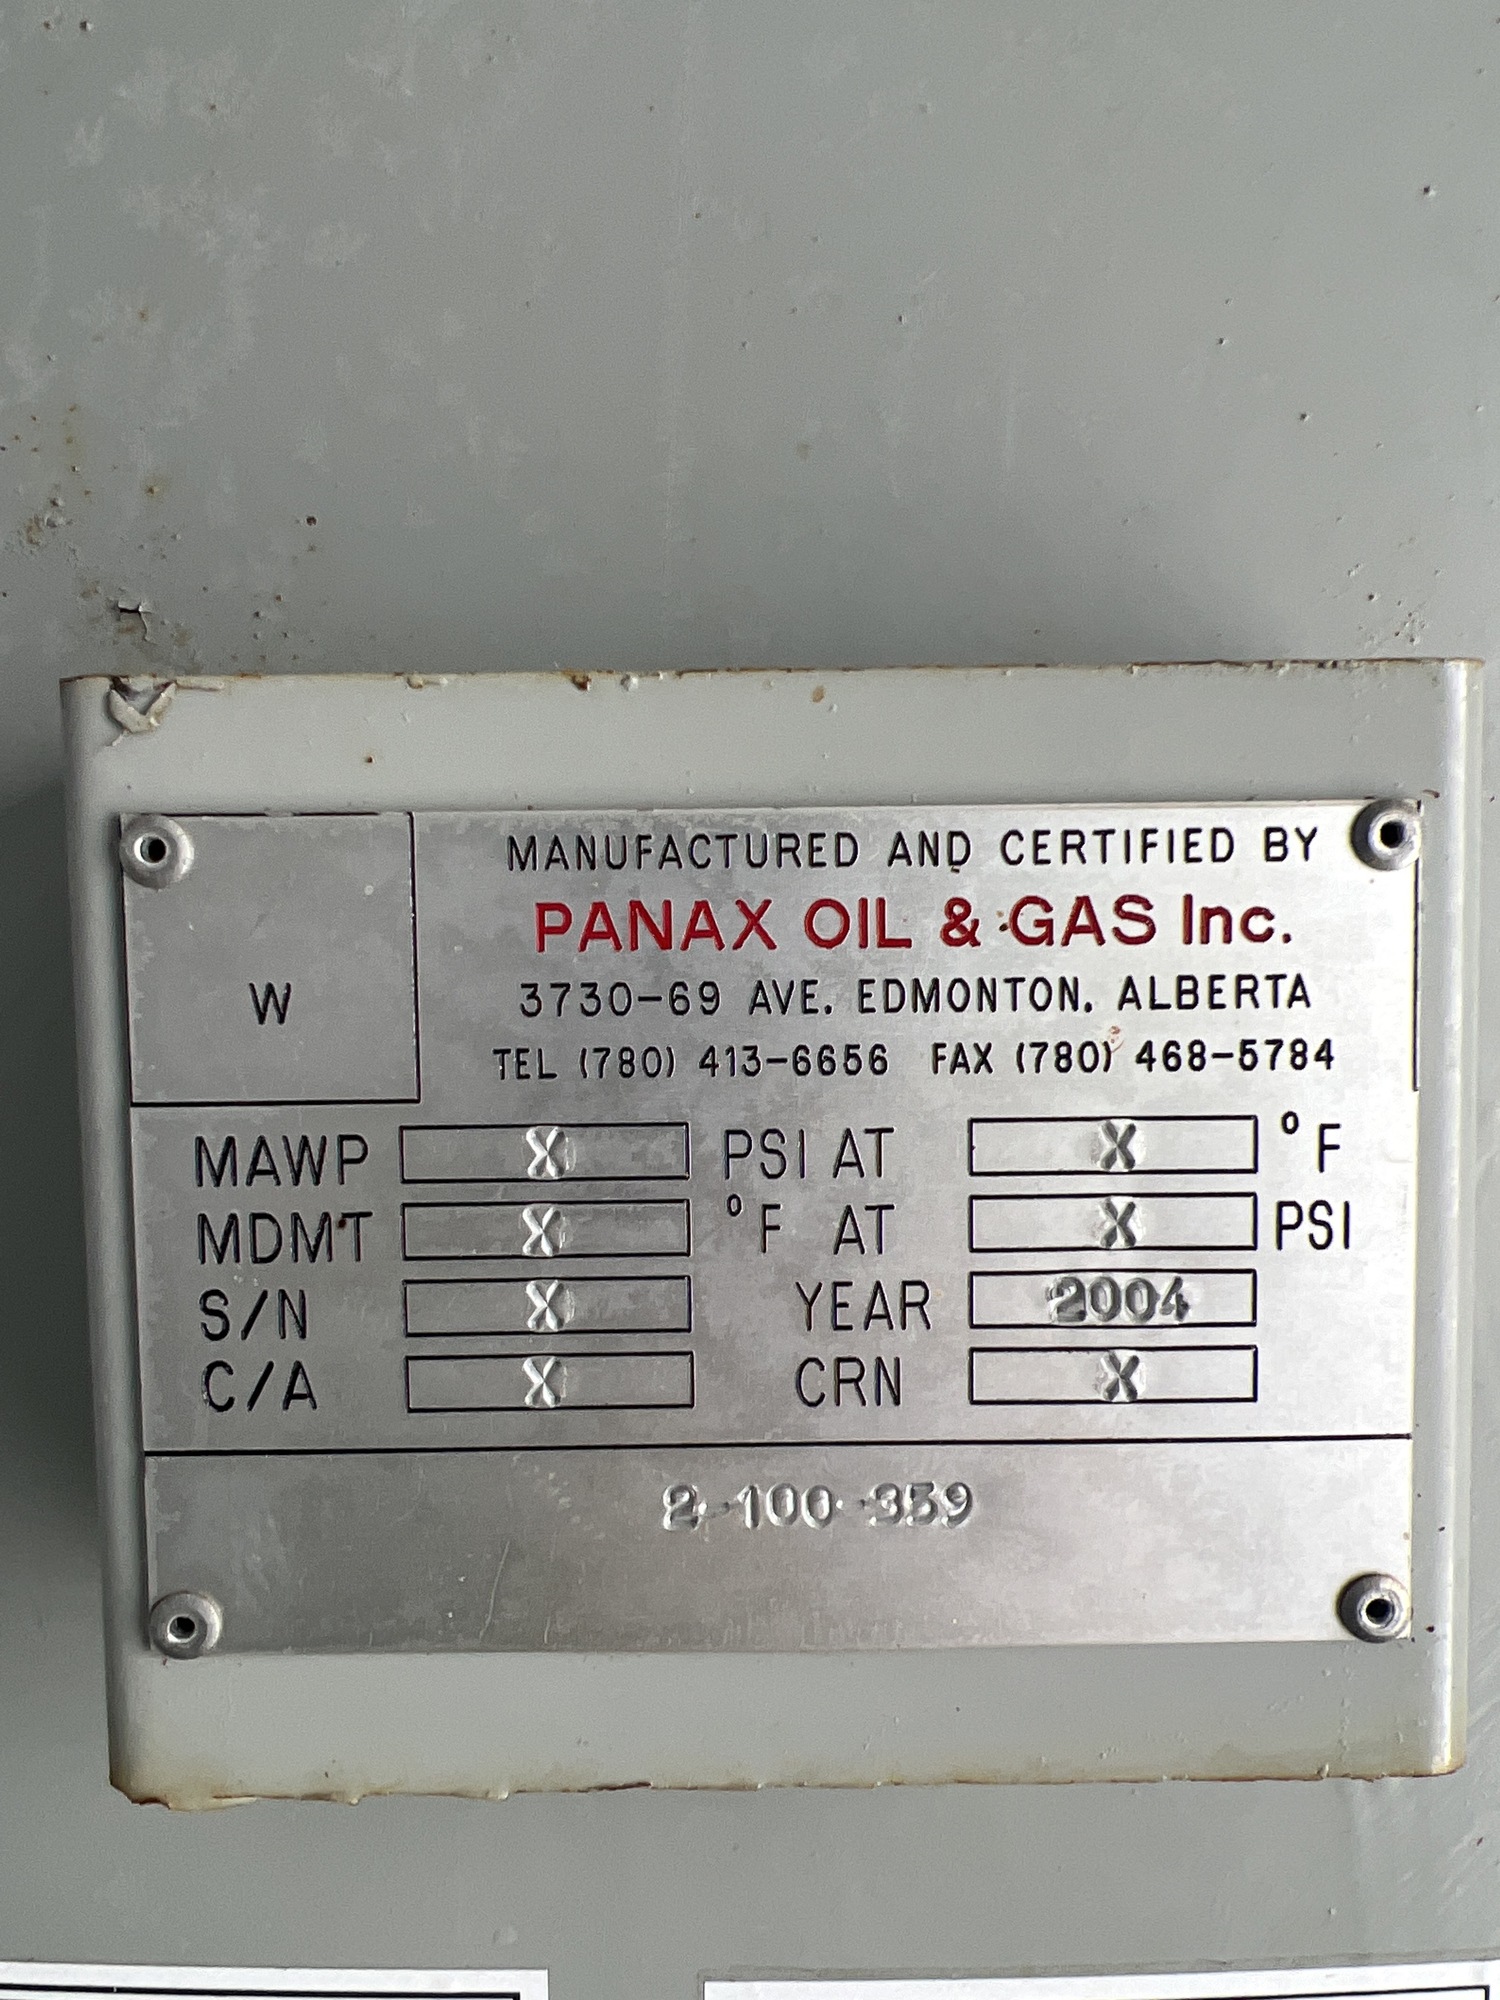 MANUFACTURED AND CERTIFIED BY
PANAX OIL & GAS Inc.
3730-69 AVE. EDMONTON. ALBERTA
TEL (780) 413-6656 FAX (780) 468-5784
W
MAWP X PSI AT X °F
MDMT X °F AT X PSI
S/N X YEAR 2004
C/A X CRN X
2-100-359